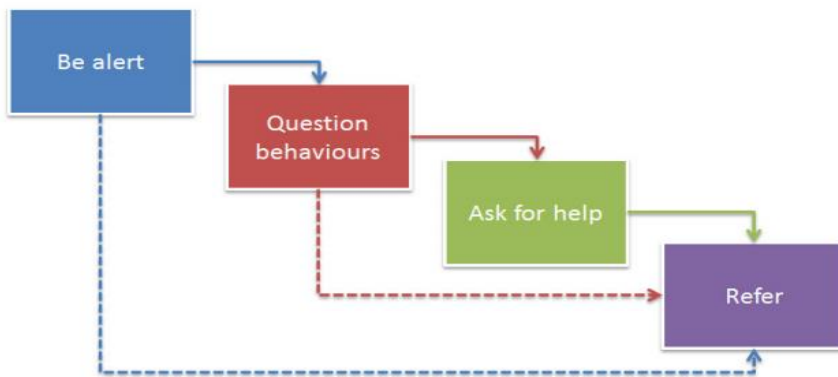 Be alert
Question
behaviours
Ask for help
Refer